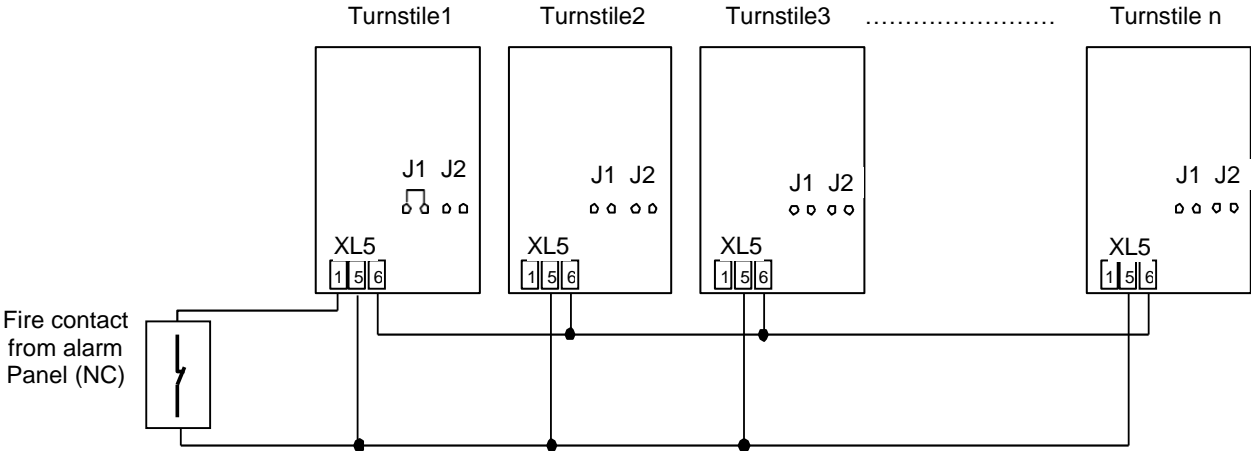 Turnstile1 Turnstile2 Turnstile3 ........................ Turnstile n
J1 J2 J1 J2 J1 J2 J1 J2
XL5 XL5 XL5 XL5
1 5 6 1 5 6 1 5 6 1 5 6
Fire contact
from alarm
Panel (NC)